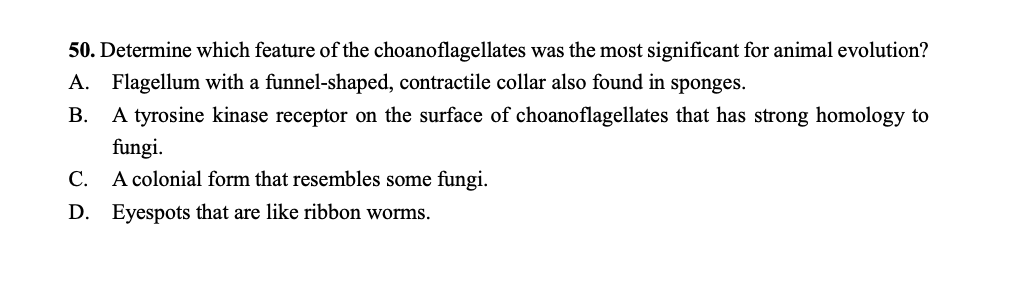 50. Determine which feature of the choanoflagellates was the most significant for animal evolution?
A. Flagellum with a funnel-shaped, contractile collar also found in sponges.
B. A tyrosine kinase receptor on the surface of choanoflagellates that has strong homology to
fungi.
C. A colonial form that resembles some fungi.
D. Eyespots that are like ribbon worms.